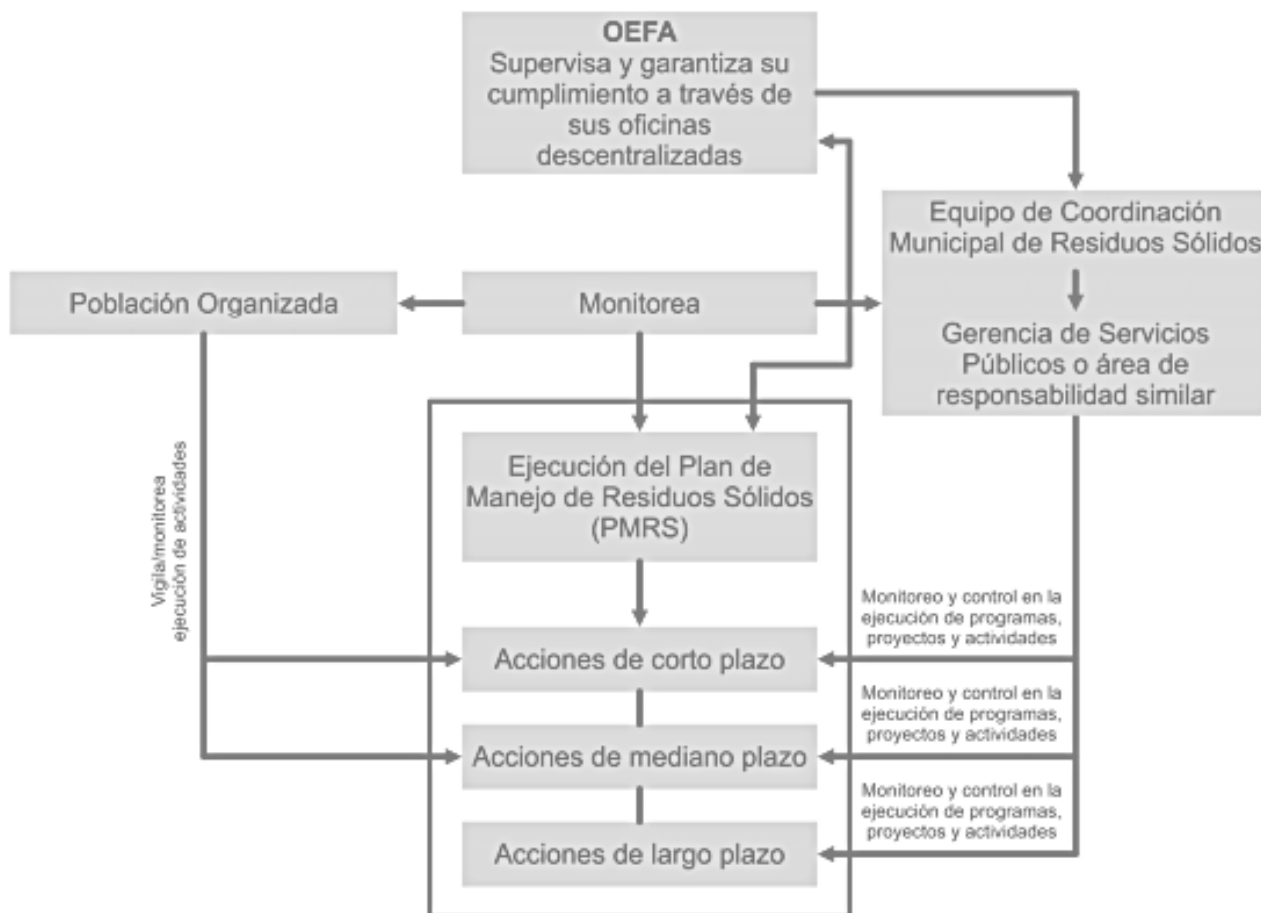 OEFA
Supervisa y garantiza su
cumplimiento a través de
sus oficinas
descentralizadas
Equipo de Coordinación
Municipal de Residuos Sólidos
Gerencia de Servicios
Públicos o área de
responsabilidad similar
Población Organizada
Monitorea
Vigila/monitorea
ejecución de actividades
Ejecución del Plan de
Manejo de Residuos Sólidos
(PMRS)
Acciones de corto plazo
Monitoreo y control en la
ejecución de programas,
proyectos y actividades
Acciones de mediano plazo
Monitoreo y control en la
ejecución de programas,
proyectos y actividades
Acciones de largo plazo
Monitoreo y control en la
ejecución de programas,
proyectos y actividades